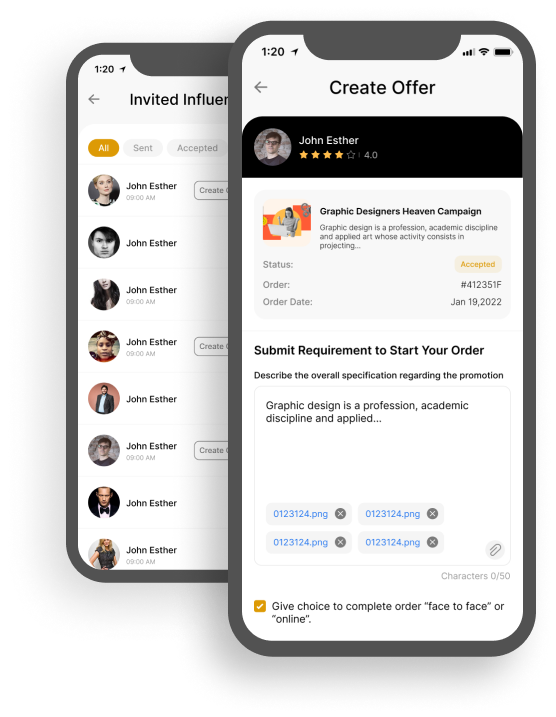 1:20
Invited Influer
All
Sent
Accepted
John Esther
09:00 AM
Create
John Esther
John Esther
09:00 AM
John Esther
09:00 AM
Create
John Esther
John Esther
09:00 AM
Create
John Esther
John Esther
09:00 AM
1:20
Create Offer
John Esther
4.0
Graphic Designers Heaven Campaign
Graphic design is a profession, academic discipline
and applied art whose activity consists in
projecting...
Status:
Accepted
Order:
#412351F
Order Date:
Jan 19,2022
Submit Requirement to Start Your Order
Describe the overall specification regarding the promotion
Graphic design is a profession, academic
discipline and applied...
0123124.png
0123124.png
0123124.png
0123124.png
Characters 0/50
Give choice to complete order “face to face” or
“online”.